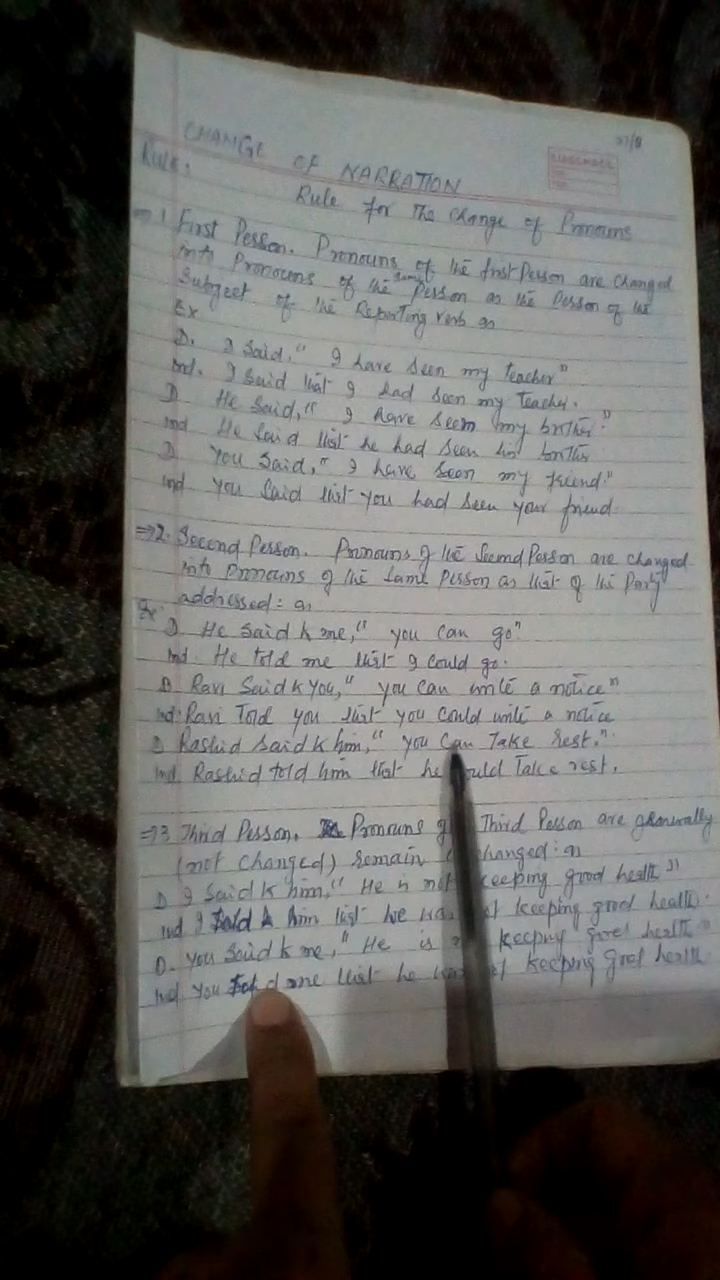 27/8
CHANGE OF NARRATION
Rule.
Rule for The Change of Pronouns
⇒ 1 First Person. Pronouns of the first Person are changed
into Pronouns of the same Person as the Person of the
Subject of the Reporting verb as
Ex
D. I said, " I have seen my teacher"
Ind. I said that I had seen my teacher.
D He said, " I have seen my brother."
Ind He said that he had seen his brother
D You said, " I have seen my friend."
Ind You said that you had seen your friend.
⇒2. Second Person. Pronouns of the Second Person are changed
into Pronouns of the same Person as that of the Party
addressed: as
Ex.
D. He said to me, " you can go"
Ind. He told me that I could go.
D. Ravi said to you, " you can write a notice"
Ind. Ravi Told you that you could write a notice
D Rashid said to him, " you can Take rest."
Ind. Rashid told him that he could Take rest.
⇒3 Third Person. Pronouns Third Person are generally
(not changed) remain changed: as
D I said to him, " He is not keeping good health "
Ind I told him that he was keeping good health.
D. you said to me, " He is keeping good health "
Ind you told me that he keeping good health